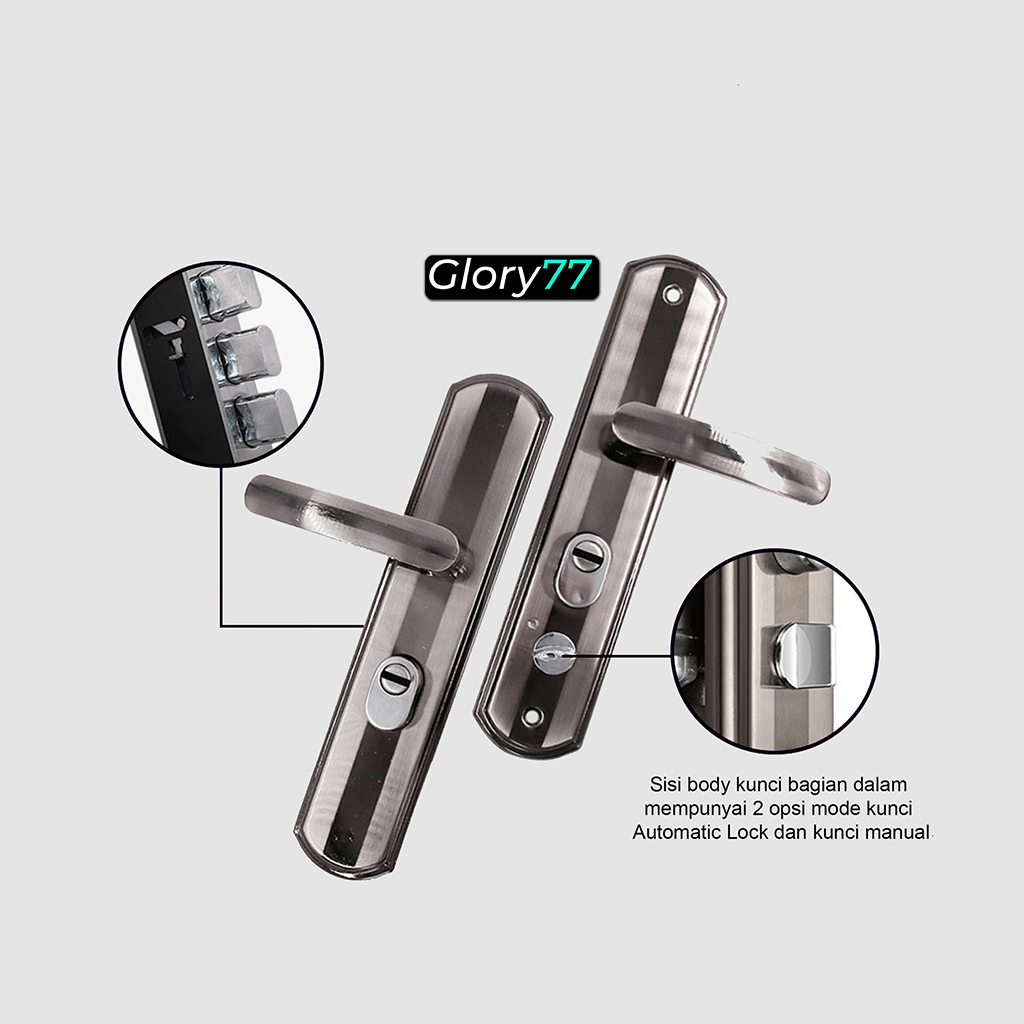 Glory77
Sisi body kunci bagian dalam
mempunyai 2 opsi mode kunci
Automatic Lock dan kunci manual